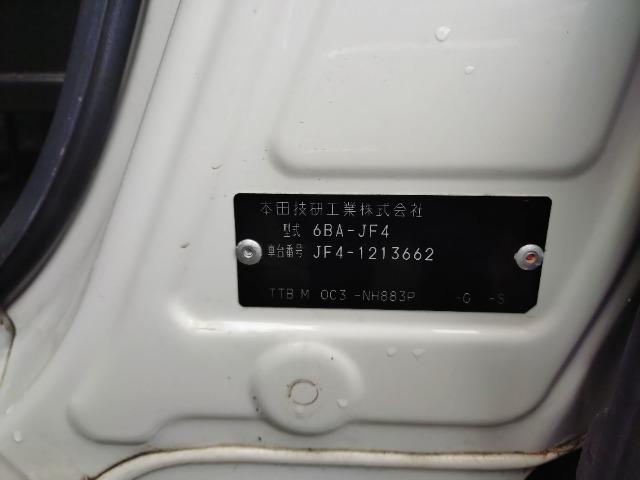 本田技研工業株式会社
型式 6BA-JF4
車台番号 JF4-1213662
TTB M 0C3 -NH883P -G -S